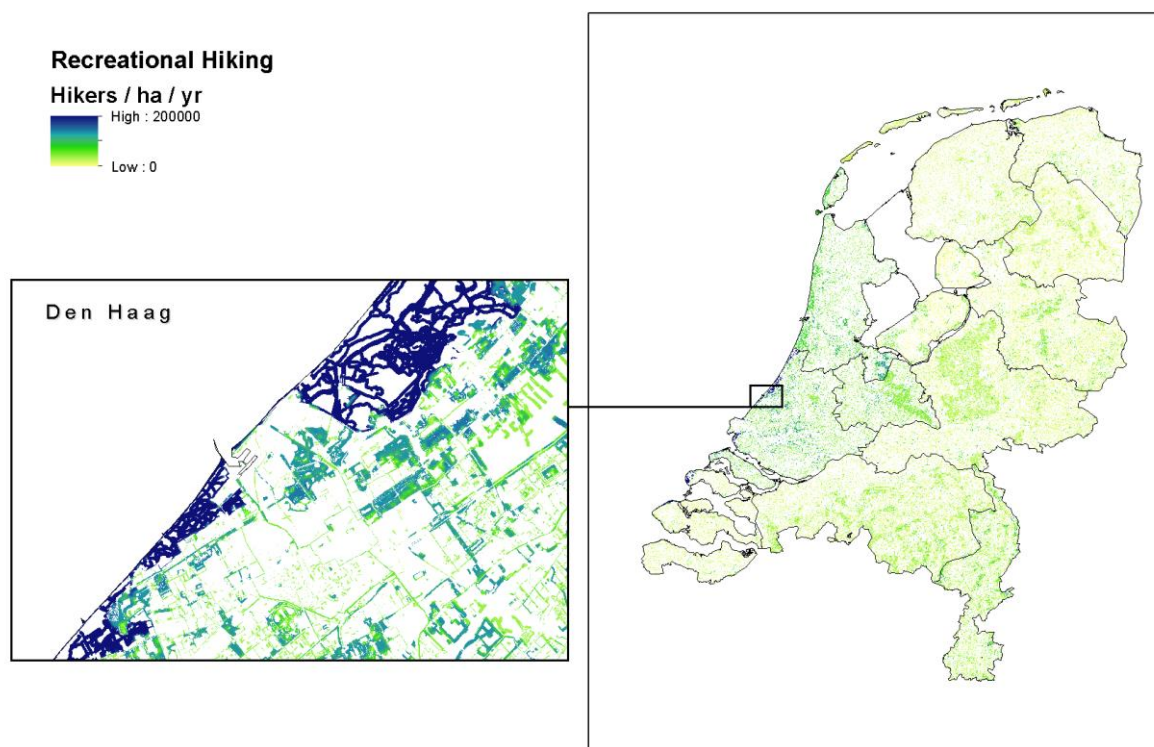 Recreational Hiking
Hikers / ha / yr
High : 200000
Low : 0
Den Haag